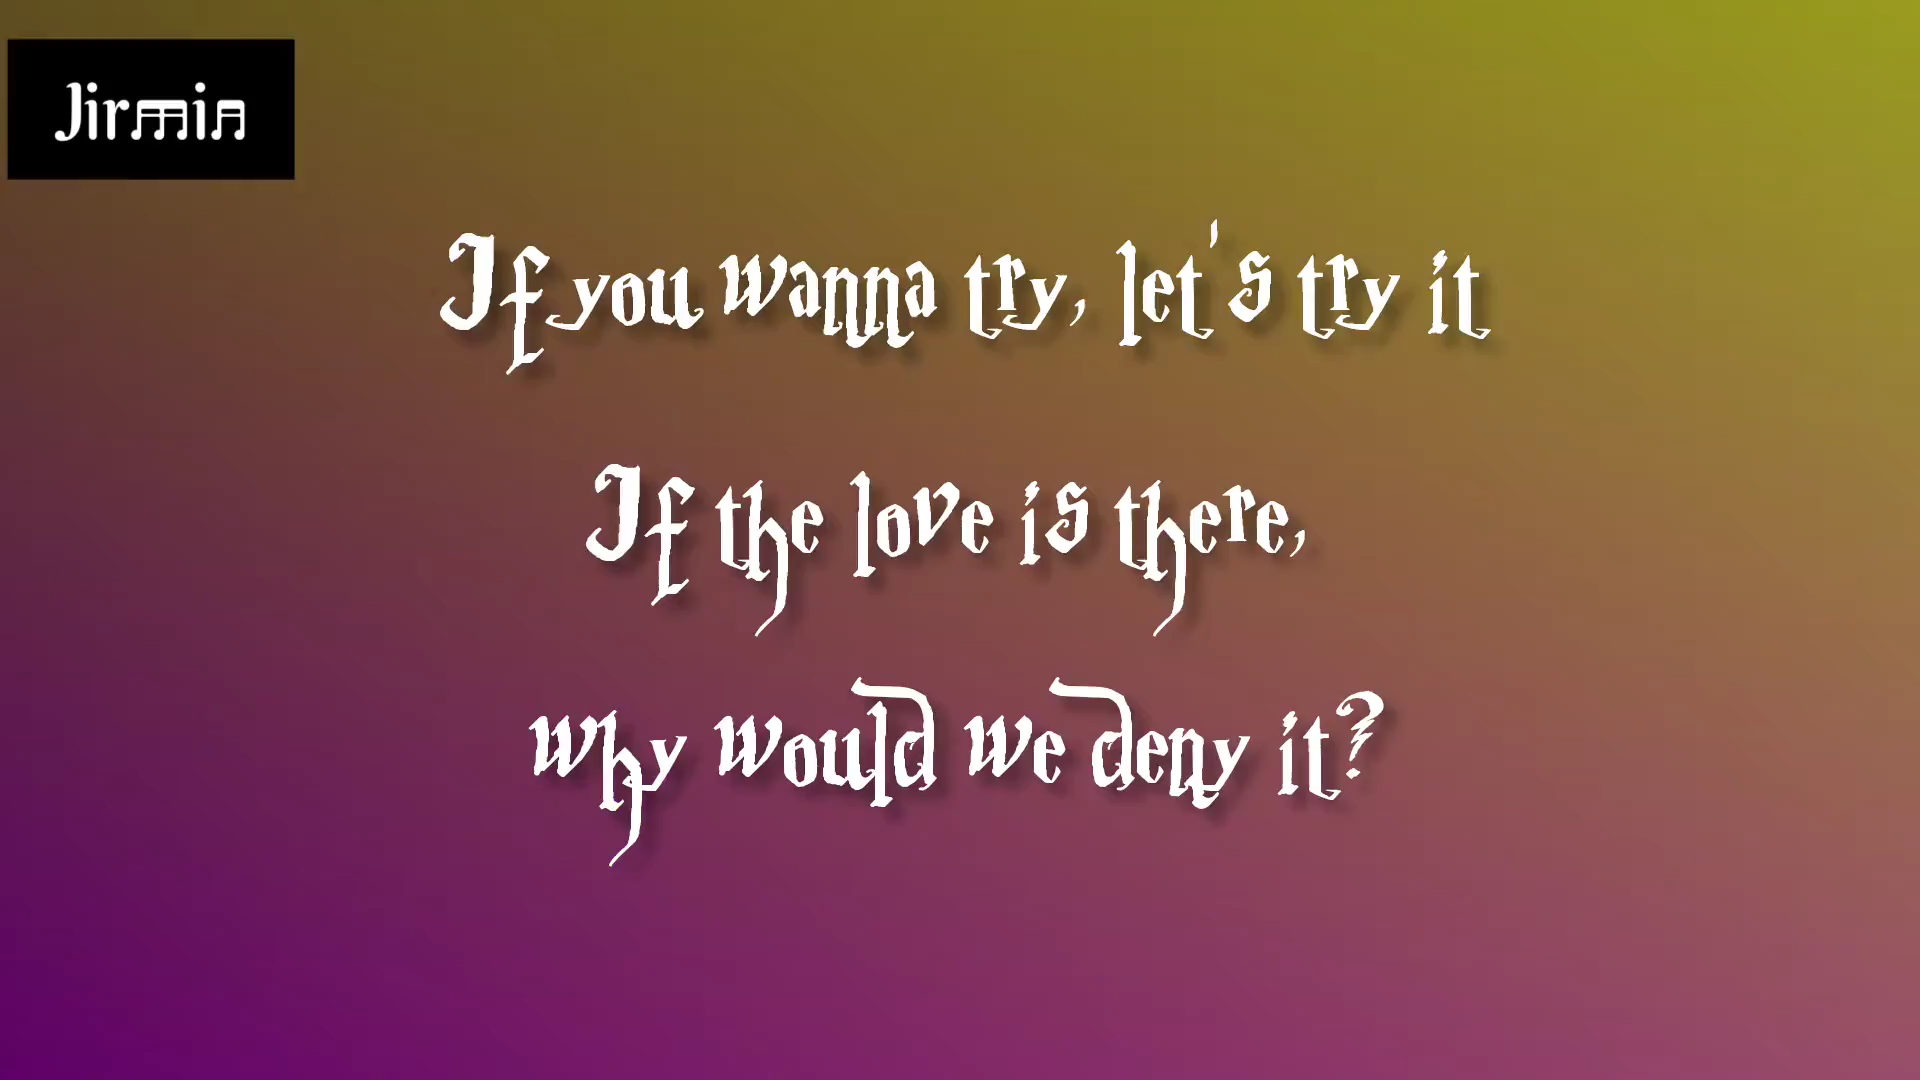 Jirmin
If you wanna try, let's try it
If the love is there,
why would we deny it?